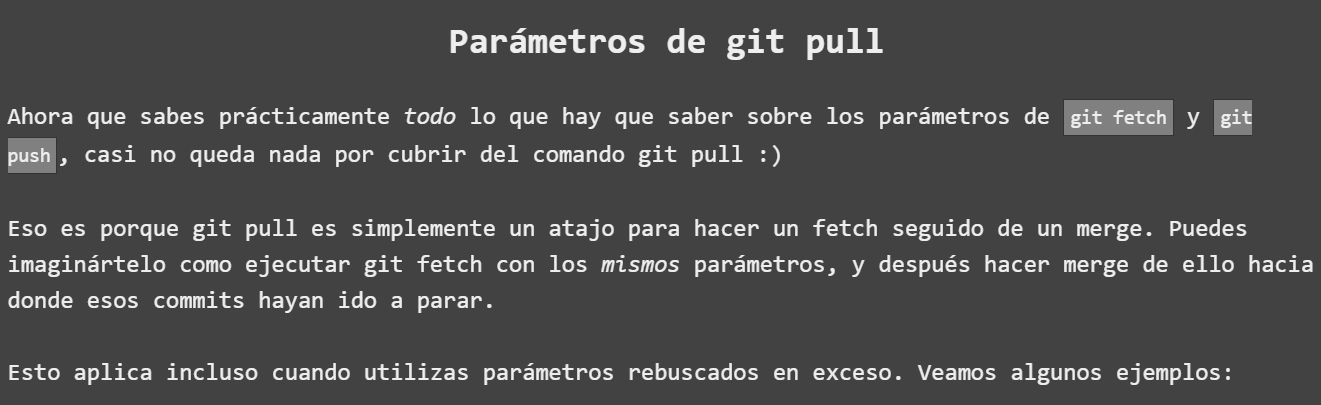 Parámetros de git pull
Ahora que sabes prácticamente todo lo que hay que saber sobre los parámetros de git fetch y git
push, casi no queda nada por cubrir del comando git pull :)
Eso es porque git pull es simplemente un atajo para hacer un fetch seguido de un merge. Puedes
imaginártelo como ejecutar git fetch con los mismos parámetros, y después hacer merge de ello hacia
donde esos commits hayan ido a parar.
Esto aplica incluso cuando utilizas parámetros rebuscados en exceso. Veamos algunos ejemplos: